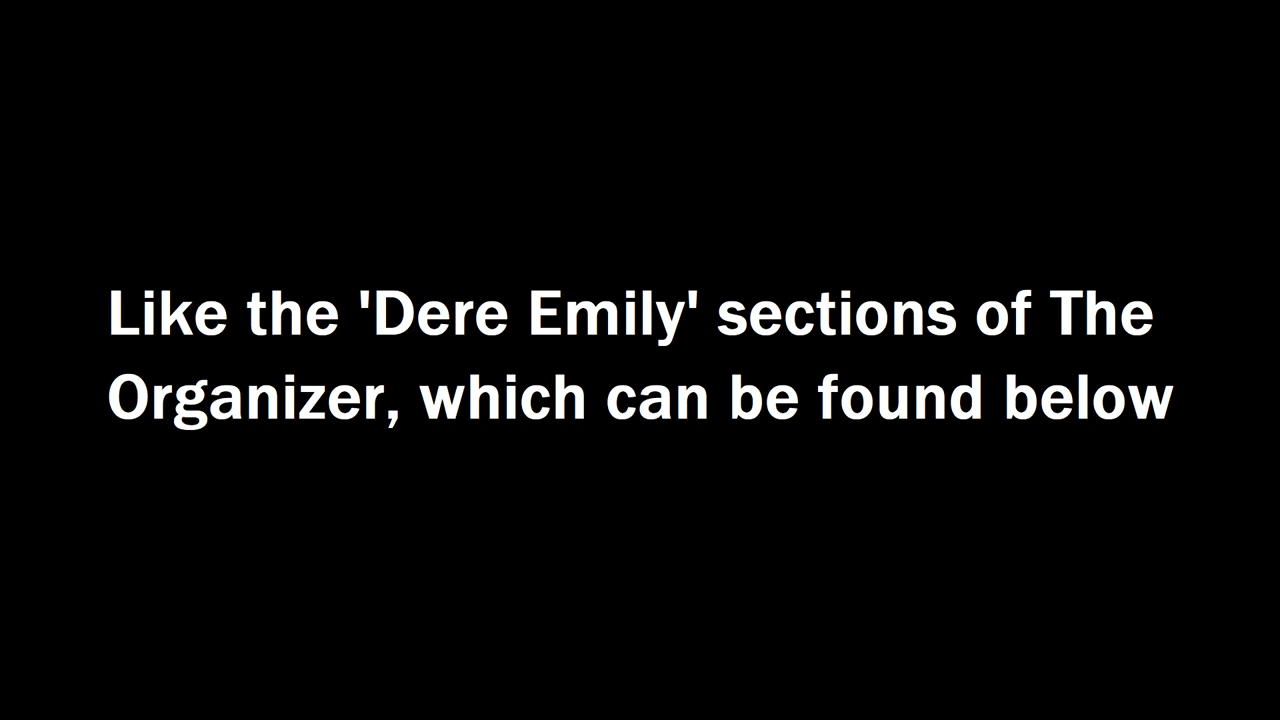 Like the 'Dere Emily' sections of The
Organizer, which can be found below